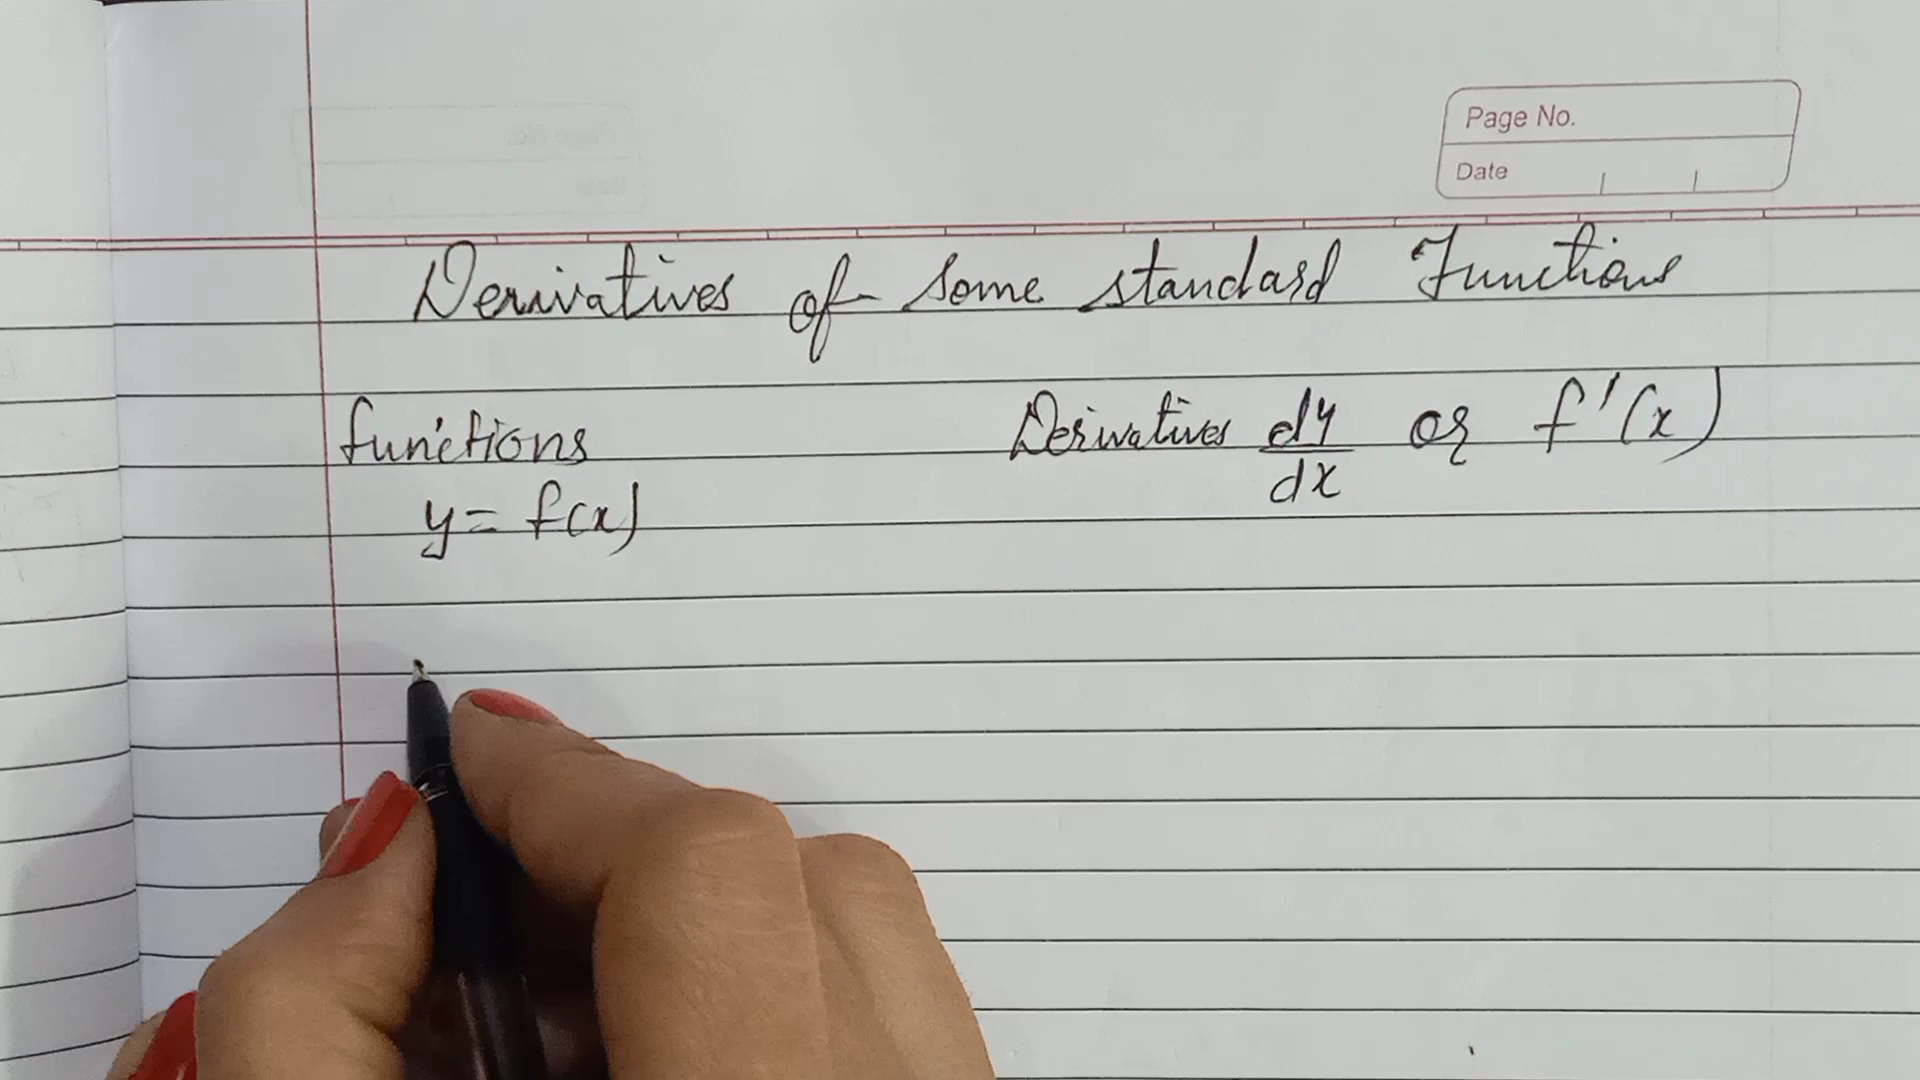 Page No.
Date
Derivatives of some standard Functions
functions Derivatives dy/dx or f'(x)
y = f(x)